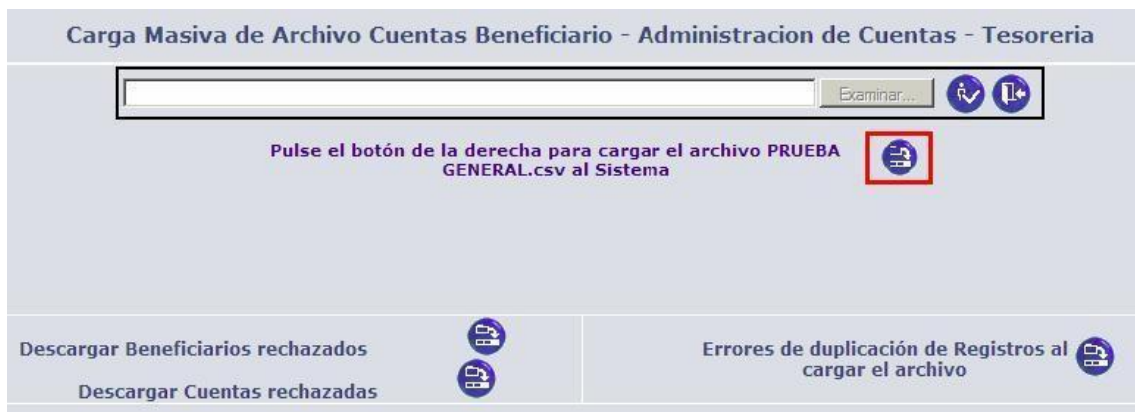 Carga Masiva de Archivo Cuentas Beneficiario - Administracion de Cuentas - Tesoreria
Examinar...
Pulse el botón de la derecha para cargar el archivo PRUEBA
GENERAL.csv al Sistema
Descargar Beneficiarios rechazados
Descargar Cuentas rechazadas
Errores de duplicación de Registros al
cargar el archivo